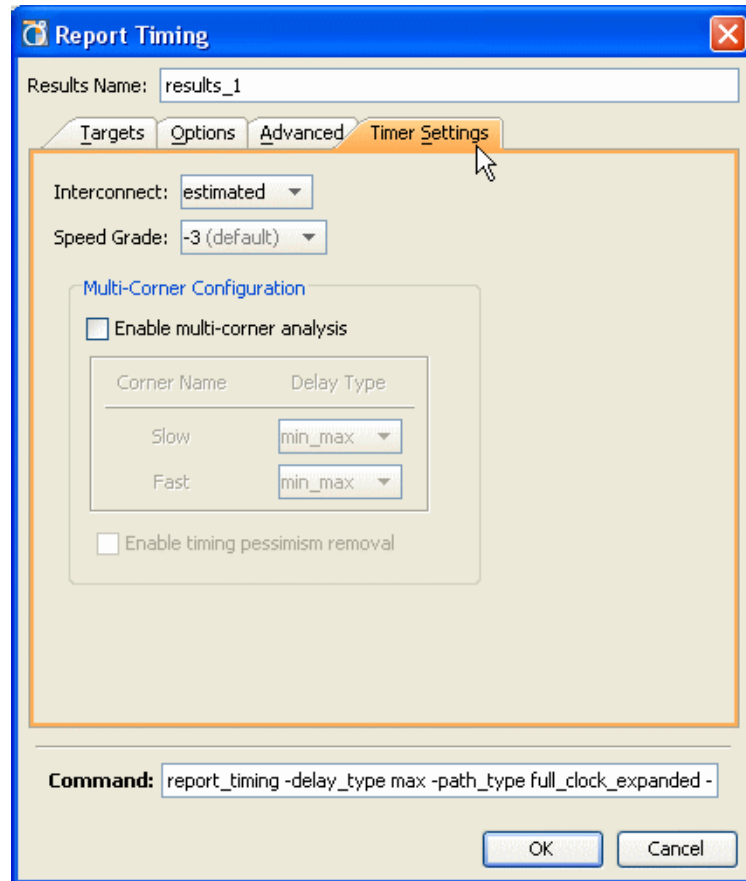 Report Timing
Results Name: results_1
Targets Options Advanced Timer Settings
Interconnect: estimated
Speed Grade: -3 (default)
Multi-Corner Configuration
Enable multi-corner analysis
Corner Name Delay Type
Slow min_max
Fast min_max
Enable timing pessimism removal
Command: report_timing -delay_type max -path_type full_clock_expanded -
OK Cancel